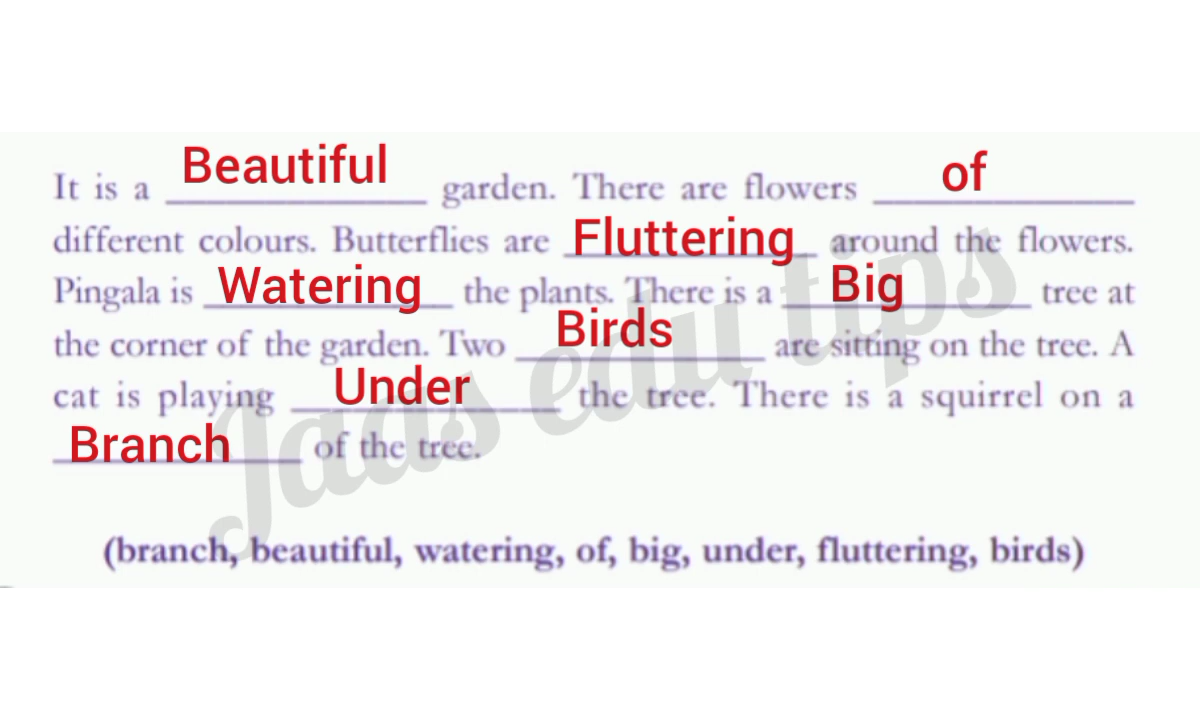 It is a Beautiful garden. There are flowers of
different colours. Butterflies are Fluttering around the flowers.
Pingala is Watering the plants. There is a Big tree at
the corner of the garden. Two Birds are sitting on the tree. A
cat is playing Under the tree. There is a squirrel on a
Branch of the tree.
(branch, beautiful, watering, of, big, under, fluttering, birds)
Jaas edu tips